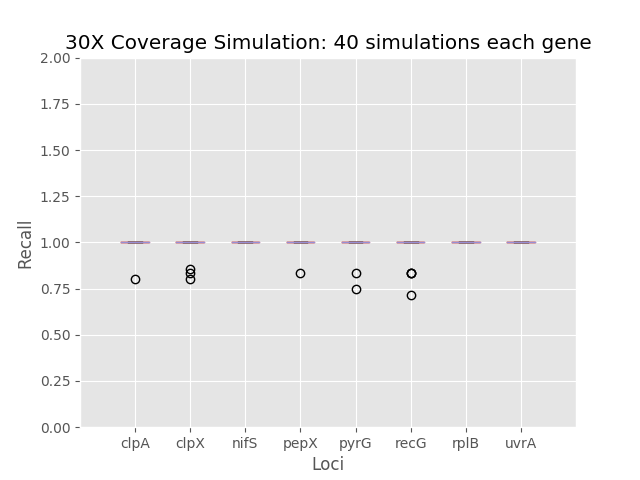 30X Coverage Simulation: 40 simulations each gene
2.00
1.75
1.50
1.25
1.00
0.75
0.50
0.25
0.00
Recall
clpA clpX nifS pepX pyrG recG rplB uvrA
Loci